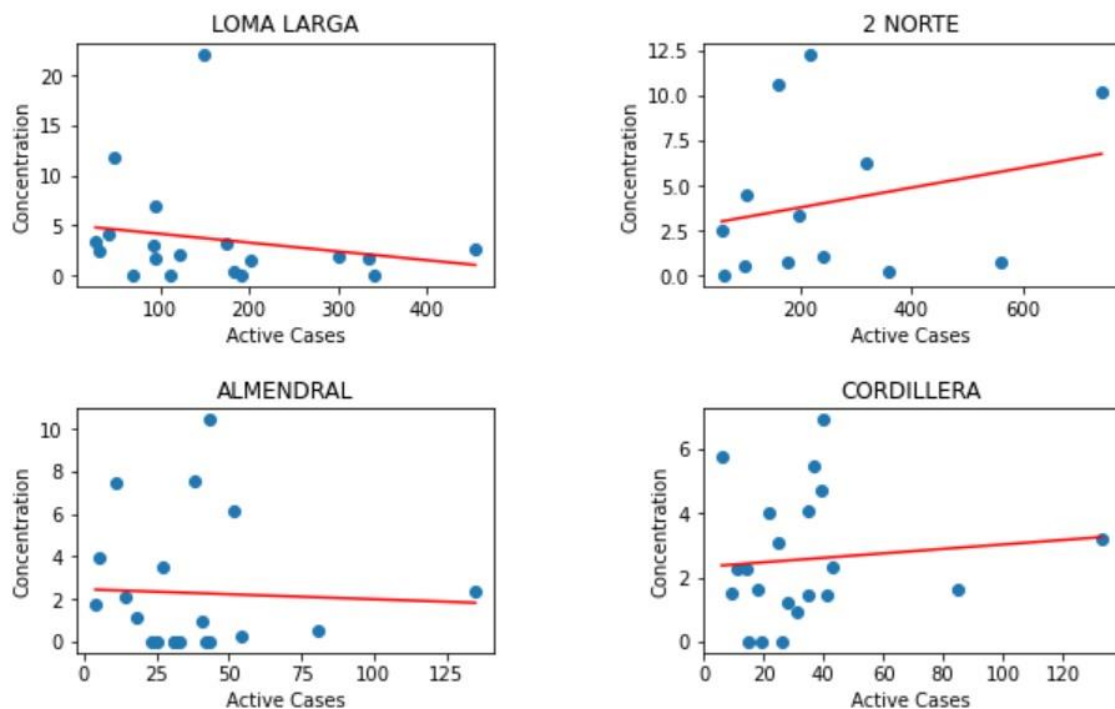 LOMA LARGA
20
15
10
5
0
Concentration
100 200 300 400
Active Cases
2 NORTE
12.5
10.0
7.5
5.0
2.5
0.0
Concentration
200 400 600
Active Cases
ALMENDRAL
10
8
6
4
2
0
Concentration
0 25 50 75 100 125
Active Cases
CORDILLERA
6
4
2
0
Concentration
0 20 40 60 80 100 120
Active Cases